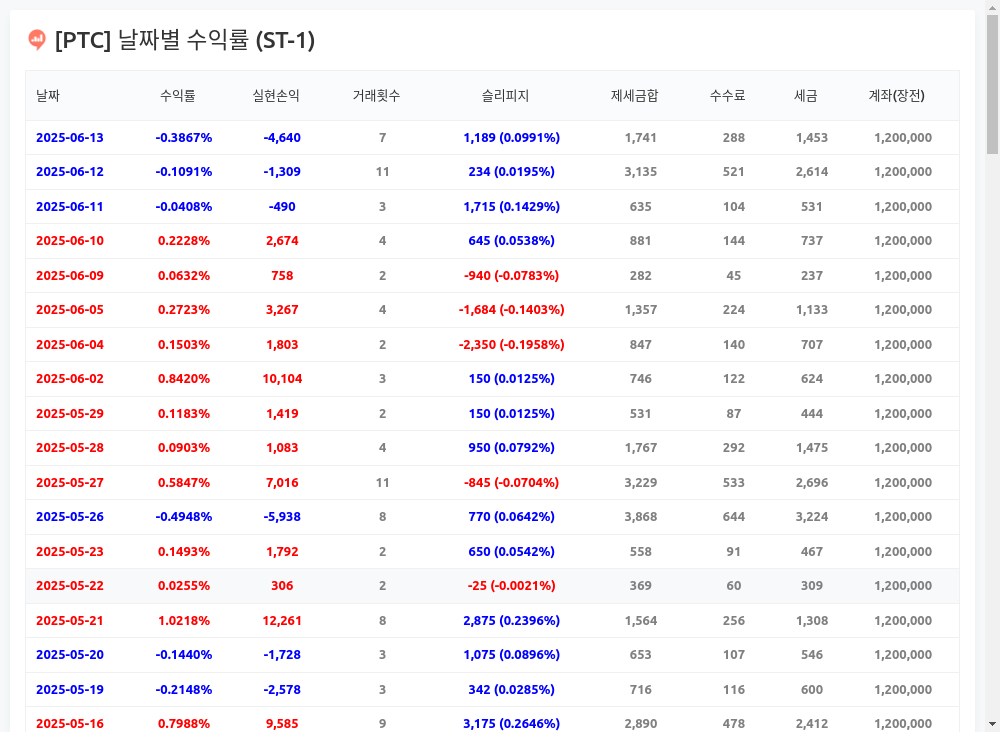 [PTC] 날짜별 수익률 (ST-1)
날짜 수익률 실현손익 거래횟수 슬리피지 제세금합 수수료 세금 계좌(장전)
2025-06-13 -0.3867% -4,640 7 1,189 (0.0991%) 1,741 288 1,453 1,200,000
2025-06-12 -0.1091% -1,309 11 234 (0.0195%) 3,135 521 2,614 1,200,000
2025-06-11 -0.0408% -490 3 1,715 (0.1429%) 635 104 531 1,200,000
2025-06-10 0.2228% 2,674 4 645 (0.0538%) 881 144 737 1,200,000
2025-06-09 0.0632% 758 2 -940 (-0.0783%) 282 45 237 1,200,000
2025-06-05 0.2723% 3,267 4 -1,684 (-0.1403%) 1,357 224 1,133 1,200,000
2025-06-04 0.1503% 1,803 2 -2,350 (-0.1958%) 847 140 707 1,200,000
2025-06-02 0.8420% 10,104 3 150 (0.0125%) 746 122 624 1,200,000
2025-05-29 0.1183% 1,419 2 150 (0.0125%) 531 87 444 1,200,000
2025-05-28 0.0903% 1,083 4 950 (0.0792%) 1,767 292 1,475 1,200,000
2025-05-27 0.5847% 7,016 11 -845 (-0.0704%) 3,229 533 2,696 1,200,000
2025-05-26 -0.4948% -5,938 8 770 (0.0642%) 3,868 644 3,224 1,200,000
2025-05-23 0.1493% 1,792 2 650 (0.0542%) 558 91 467 1,200,000
2025-05-22 0.0255% 306 2 -25 (-0.0021%) 369 60 309 1,200,000
2025-05-21 1.0218% 12,261 8 2,875 (0.2396%) 1,564 256 1,308 1,200,000
2025-05-20 -0.1440% -1,728 3 1,075 (0.0896%) 653 107 546 1,200,000
2025-05-19 -0.2148% -2,578 3 342 (0.0285%) 716 116 600 1,200,000
2025-05-16 0.7988% 9,585 9 3,175 (0.2646%) 2,890 478 2,412 1,200,000